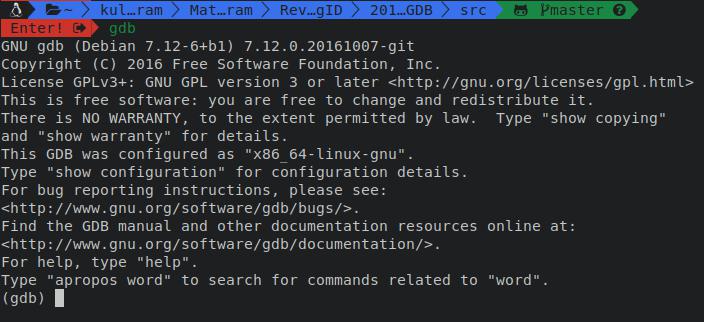 ~ kul…ram Mat…ram Rev…gID 201…GDB src master ?
Enter! gdb
GNU gdb (Debian 7.12-6+b1) 7.12.0.20161007-git
Copyright (C) 2016 Free Software Foundation, Inc.
License GPLv3+: GNU GPL version 3 or later <http://gnu.org/licenses/gpl.html>
This is free software: you are free to change and redistribute it.
There is NO WARRANTY, to the extent permitted by law.  Type "show copying"
and "show warranty" for details.
This GDB was configured as "x86_64-linux-gnu".
Type "show configuration" for configuration details.
For bug reporting instructions, please see:
<http://www.gnu.org/software/gdb/bugs/>.
Find the GDB manual and other documentation resources online at:
<http://www.gnu.org/software/gdb/documentation/>.
For help, type "help".
Type "apropos word" to search for commands related to "word".
(gdb)